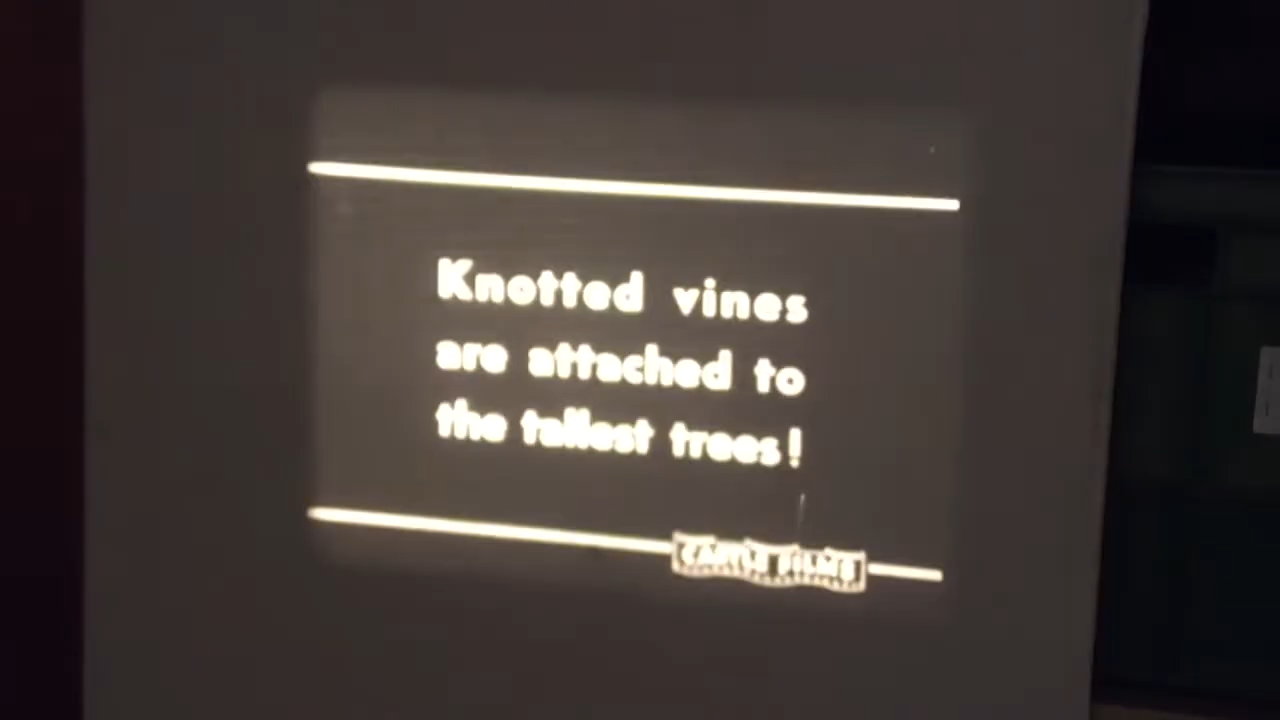 Knotted vines
are attached to
the tallest trees!
CASTLE FILMS